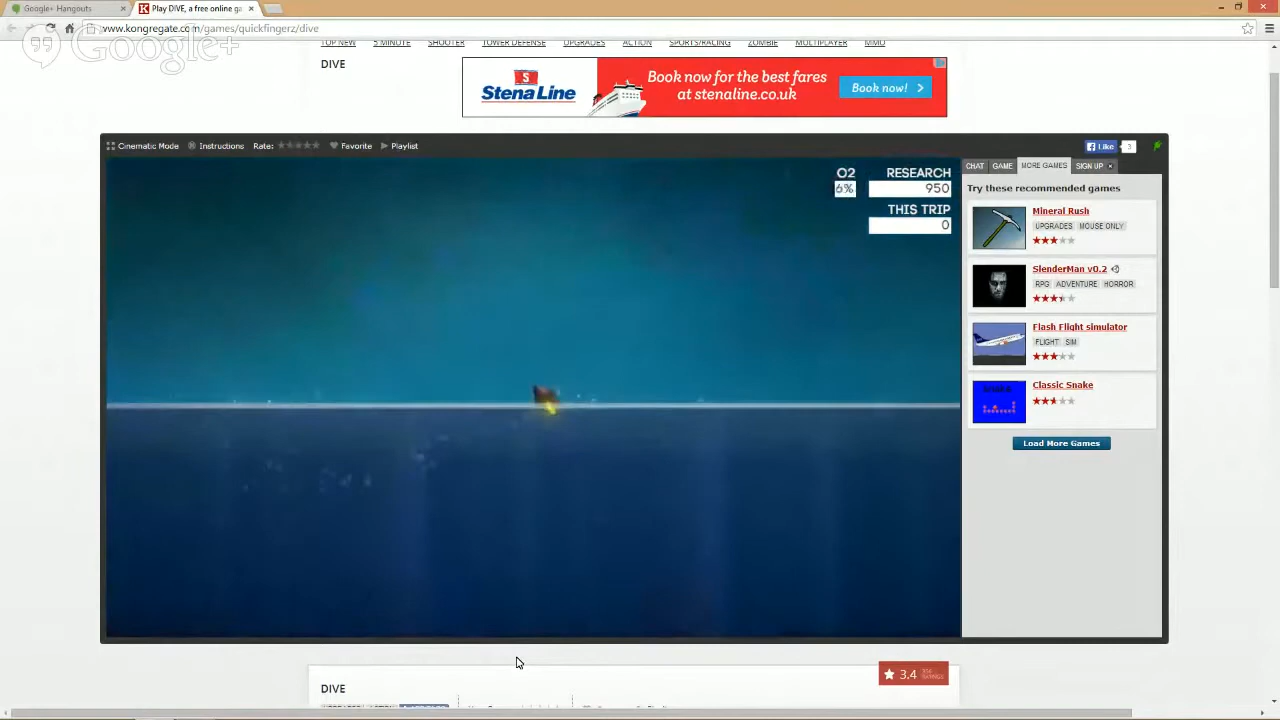 Google+ Hangouts
Play DIVE, a free online ga
www.kongregate.com/games/quickfingerz/dive
Google+
TOP NEW 5 MINUTE SHOOTER TOWER DEFENSE UPGRADES ACTION SPORTS/RACING ZOMBIE MULTIPLAYER MMO
DIVE
Stena Line
Book now for the best fares
at stenaline.co.uk
Book now!
Cinematic Mode Instructions Rate: Favorite Playlist
Like 3
CHAT GAME MORE GAMES SIGN UP
O2 RESEARCH
6% 950
THIS TRIP
0
Try these recommended games
Mineral Rush
UPGRADES MOUSE ONLY
SlenderMan v0.2
RPG ADVENTURE HORROR
Flash Flight simulator
FLIGHT SIM
Classic Snake
Load More Games
DIVE
3.4
RATINGS